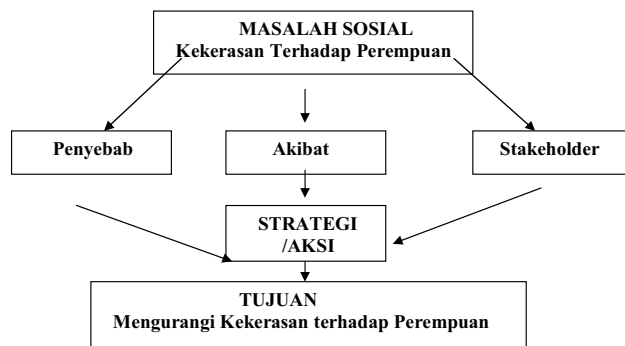 MASALAH SOSIAL
Kekerasan Terhadap Perempuan
Penyebab
Akibat
Stakeholder
STRATEGI
/AKSI
TUJUAN
Mengurangi Kekerasan terhadap Perempuan